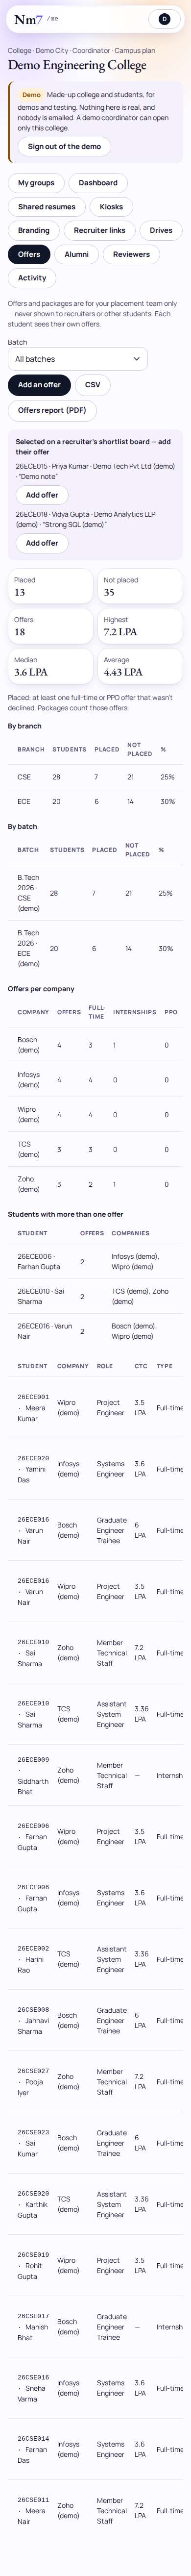 Nm7 /me
D
College · Demo City · Coordinator · Campus plan
Demo Engineering College
Demo Made-up college and students, for
demos and testing. Nothing here is real, and
nobody is emailed. A demo coordinator can open
only this college.
Sign out of the demo
My groups
Dashboard
Shared resumes
Kiosks
Branding
Recruiter links
Drives
Offers
Alumni
Reviewers
Activity
Offers and packages are for your placement team only
— never shown to recruiters or other students. Each
student sees their own offers.
Batch
All batches
Add an offer
CSV
Offers report (PDF)
Selected on a recruiter's shortlist board — add
their offer
26ECE015 · Priya Kumar · Demo Tech Pvt Ltd (demo)
· “Demo note”
Add offer
26ECE018 · Vidya Gupta · Demo Analytics LLP
(demo) · “Strong SQL (demo)”
Add offer
Placed
13
Not placed
35
Offers
18
Highest
7.2 LPA
Median
3.6 LPA
Average
4.43 LPA
Placed: at least one full-time or PPO offer that wasn't
declined. Packages count those offers.
By branch
BRANCH STUDENTS PLACED NOT PLACED %
CSE 28 7 21 25%
ECE 20 6 14 30%
By batch
BATCH STUDENTS PLACED NOT PLACED %
B.Tech 2026 · CSE (demo) 28 7 21 25%
B.Tech 2026 · ECE (demo) 20 6 14 30%
Offers per company
COMPANY OFFERS FULL-TIME INTERNSHIPS PPO
Bosch (demo) 4 3 1 0
Infosys (demo) 4 4 0 0
Wipro (demo) 4 4 0 0
TCS (demo) 3 3 0 0
Zoho (demo) 3 2 1 0
Students with more than one offer
STUDENT OFFERS COMPANIES
26ECE006 · Farhan Gupta 2 Infosys (demo), Wipro (demo)
26ECE010 · Sai Sharma 2 TCS (demo), Zoho (demo)
26ECE016 · Varun Nair 2 Bosch (demo), Wipro (demo)
STUDENT COMPANY ROLE CTC TYPE
26ECE001 · Meera Kumar Wipro (demo) Project Engineer 3.5 LPA Full-time
26ECE020 · Yamini Das Infosys (demo) Systems Engineer 3.6 LPA Full-time
26ECE016 · Varun Nair Bosch (demo) Graduate Engineer Trainee 6 LPA Full-time
26ECE016 · Varun Nair Wipro (demo) Project Engineer 3.5 LPA Full-time
26ECE010 · Sai Sharma Zoho (demo) Member Technical Staff 7.2 LPA Full-time
26ECE010 · Sai Sharma TCS (demo) Assistant System Engineer 3.36 LPA Full-time
26ECE009 · Siddharth Bhat Zoho (demo) Member Technical Staff — Internsh
26ECE006 · Farhan Gupta Wipro (demo) Project Engineer 3.5 LPA Full-time
26ECE006 · Farhan Gupta Infosys (demo) Systems Engineer 3.6 LPA Full-time
26ECE002 · Harini Rao TCS (demo) Assistant System Engineer 3.36 LPA Full-time
26CSE008 · Jahnavi Sharma Bosch (demo) Graduate Engineer Trainee 6 LPA Full-time
26CSE027 · Pooja Iyer Zoho (demo) Member Technical Staff 7.2 LPA Full-time
26CSE023 · Sai Kumar Bosch (demo) Graduate Engineer Trainee 6 LPA Full-time
26CSE020 · Karthik Gupta TCS (demo) Assistant System Engineer 3.36 LPA Full-time
26CSE019 · Rohit Gupta Wipro (demo) Project Engineer 3.5 LPA Full-time
26CSE017 · Manish Bhat Bosch (demo) Graduate Engineer Trainee — Internsh
26CSE016 · Sneha Varma Infosys (demo) Systems Engineer 3.6 LPA Full-time
26CSE014 · Farhan Das Infosys (demo) Systems Engineer 3.6 LPA Full-time
26CSE011 · Meera Nair Zoho (demo) Member Technical Staff 7.2 LPA Full-time